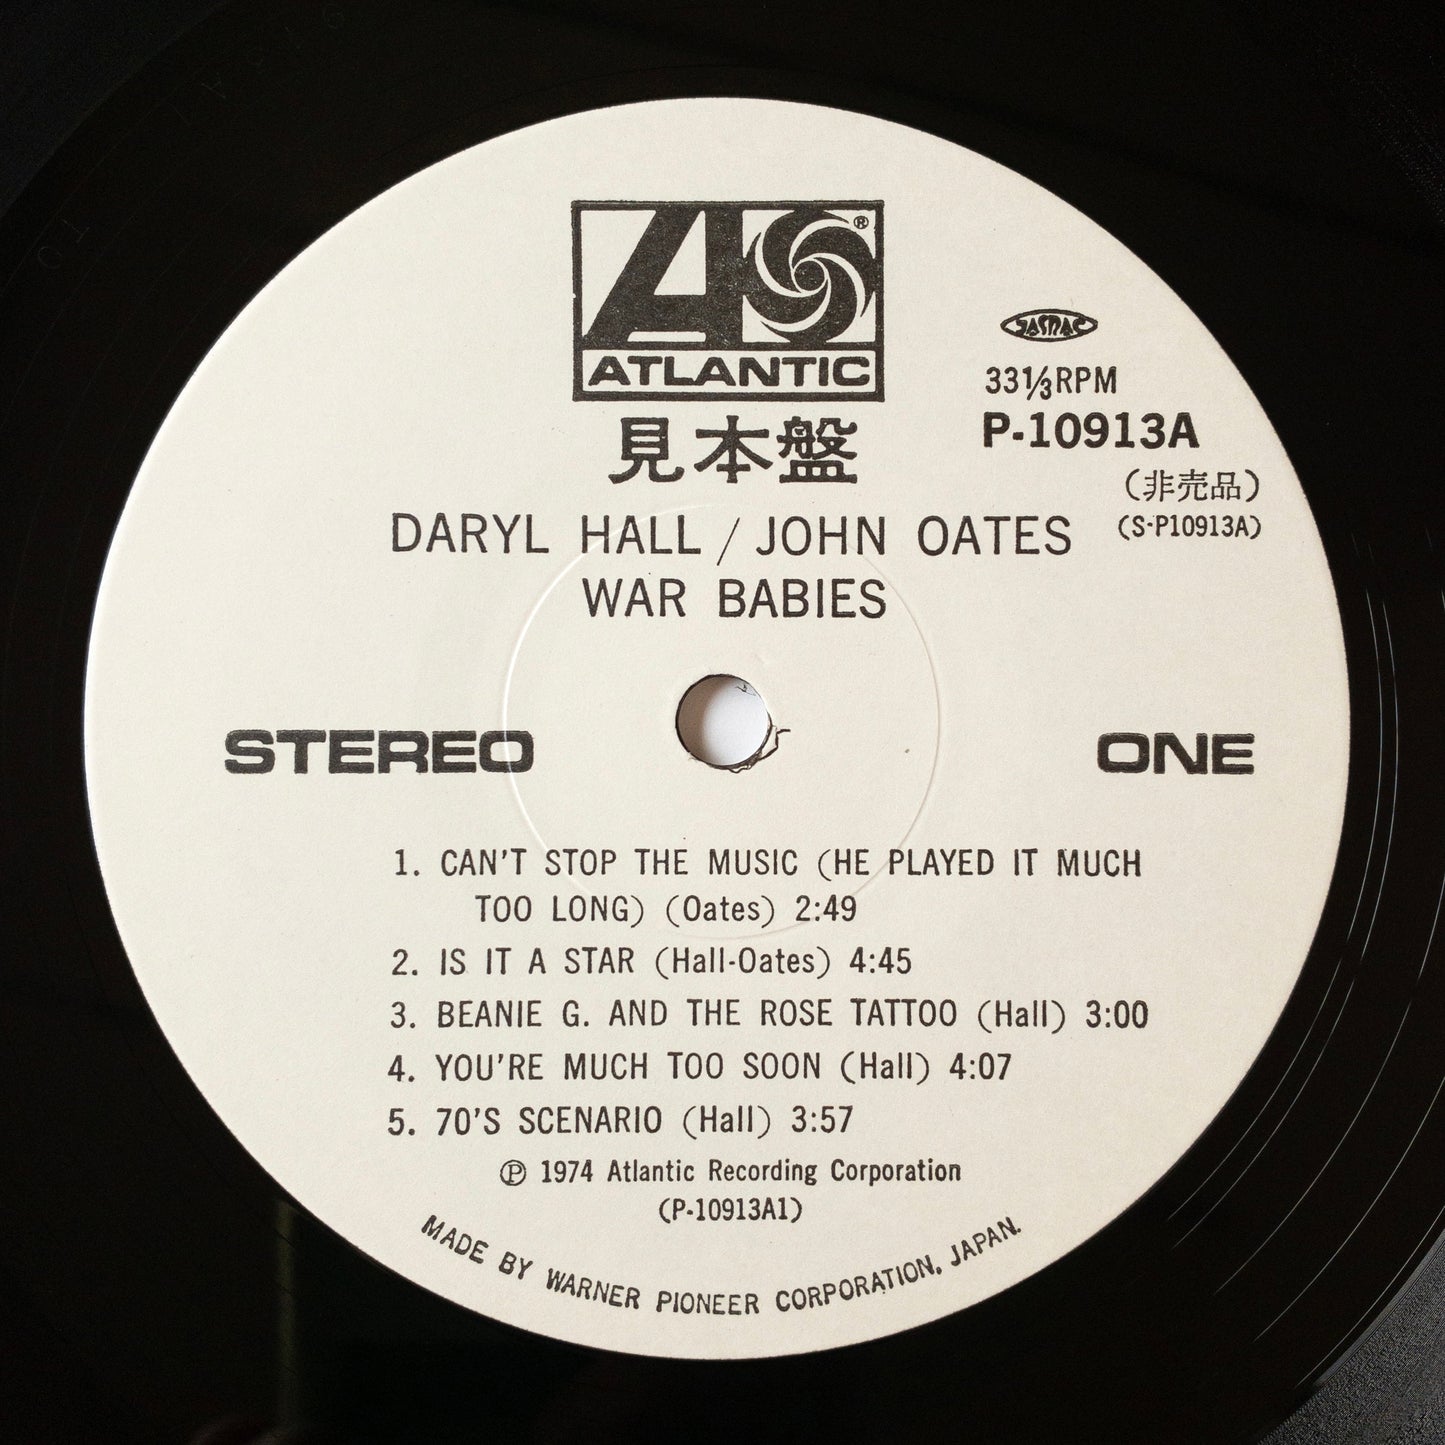 ATLANTIC ®
見本盤
JASRAC
33⅓RPM
P-10913A
(非売品)
(S-P10913A)
DARYL HALL / JOHN OATES
WAR BABIES
STEREO
ONE
1. CAN'T STOP THE MUSIC (HE PLAYED IT MUCH
TOO LONG) (Oates) 2:49
2. IS IT A STAR (Hall-Oates) 4:45
3. BEANIE G. AND THE ROSE TATTOO (Hall) 3:00
4. YOU'RE MUCH TOO SOON (Hall) 4:07
5. 70'S SCENARIO (Hall) 3:57
℗ 1974 Atlantic Recording Corporation
(P-10913A1)
MADE BY WARNER PIONEER CORPORATION, JAPAN.